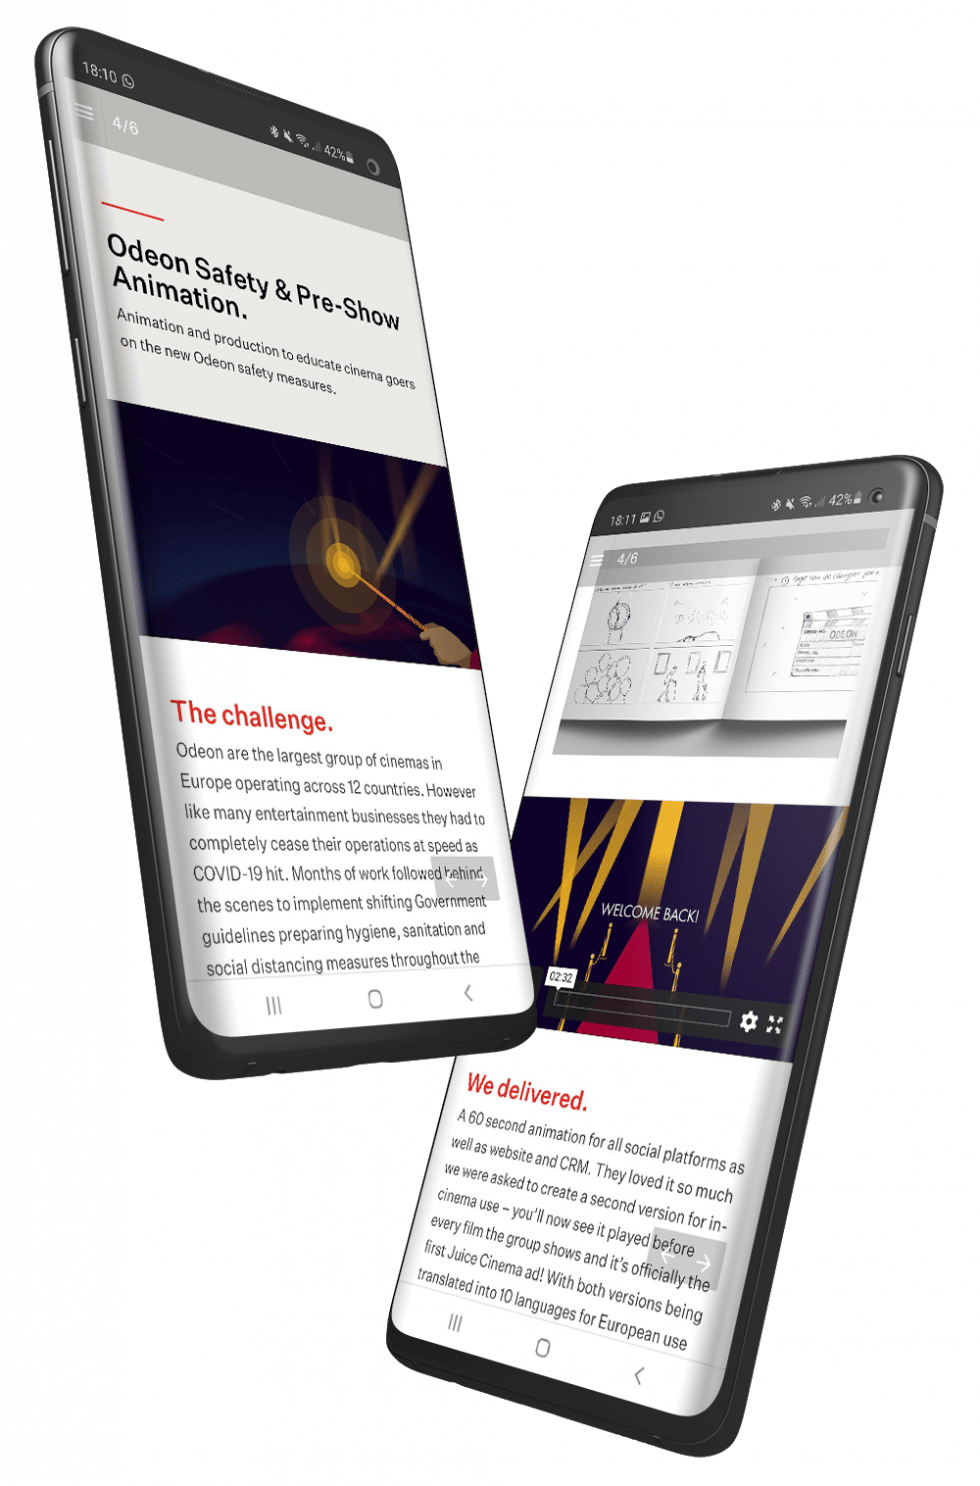 18:10
42%
4/6
Odeon Safety & Pre-Show
Animation.
Animation and production to educate cinema goers
on the new Odeon safety measures.
The challenge.
Odeon are the largest group of cinemas in
Europe operating across 12 countries. However
like many entertainment businesses they had to
completely cease their operations at speed as
COVID-19 hit. Months of work followed behind
the scenes to implement shifting Government
guidelines preparing hygiene, sanitation and
social distancing measures throughout the
18:11
42%
4/6
ODEON
WELCOME BACK!
02:32
We delivered.
A 60 second animation for all social platforms as
well as website and CRM. They loved it so much
we were asked to create a second version for in-
cinema use – you'll now see it played before
every film the group shows and it's officially the
first Juice Cinema ad! With both versions being
translated into 10 languages for European use